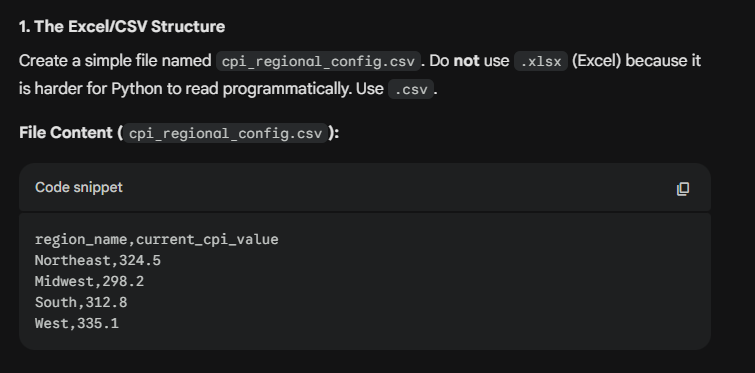 1. The Excel/CSV Structure
Create a simple file named cpi_regional_config.csv. Do not use .xlsx (Excel) because it
is harder for Python to read programmatically. Use .csv.
File Content (cpi_regional_config.csv):
Code snippet
region_name,current_cpi_value
Northeast,324.5
Midwest,298.2
South,312.8
West,335.1